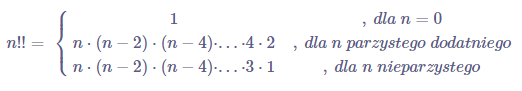 1 , dla n = 0
n!! = { n · (n − 2) · (n − 4)·. . . .·4 · 2 , dla n parzystego dodatniego
n · (n − 2) · (n − 4)·. . . .·3 · 1 , dla n nieparzystego